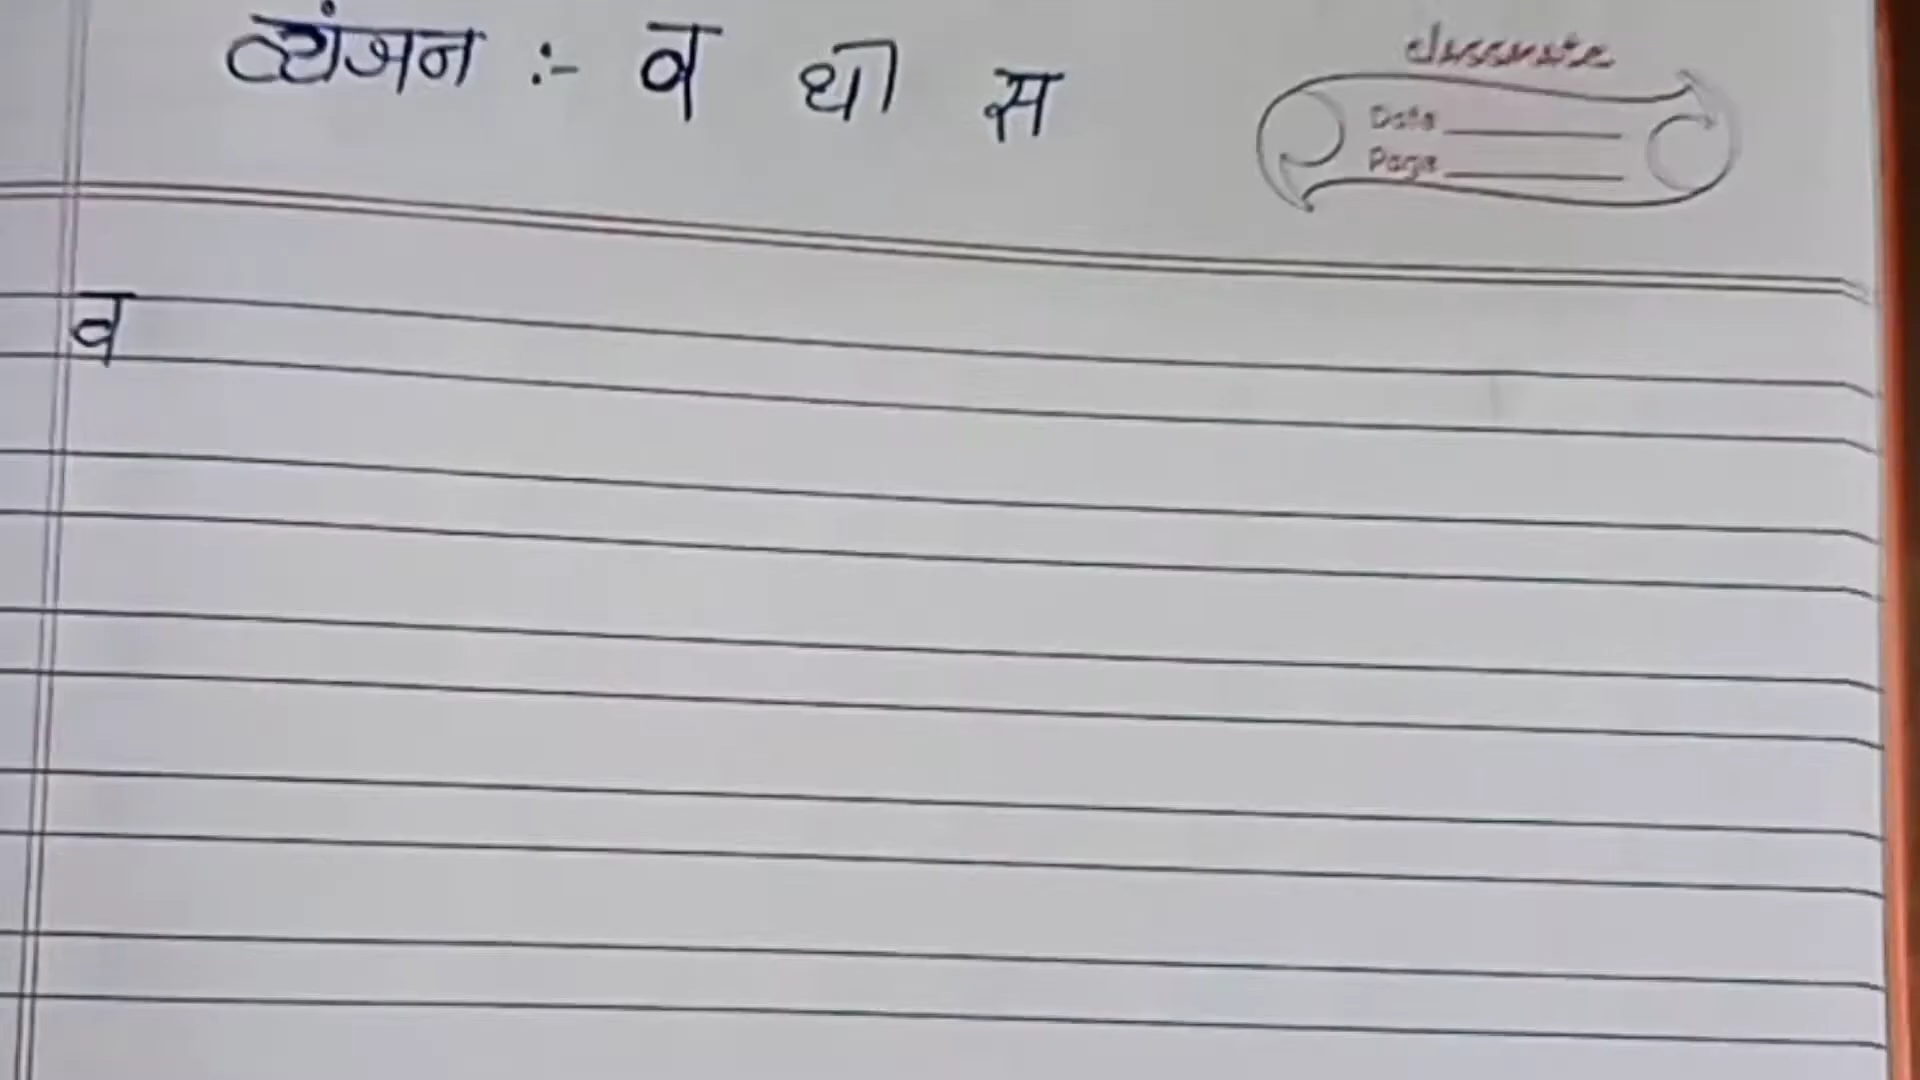 classmate
व्यंजन :- व था स
Date
Page
व